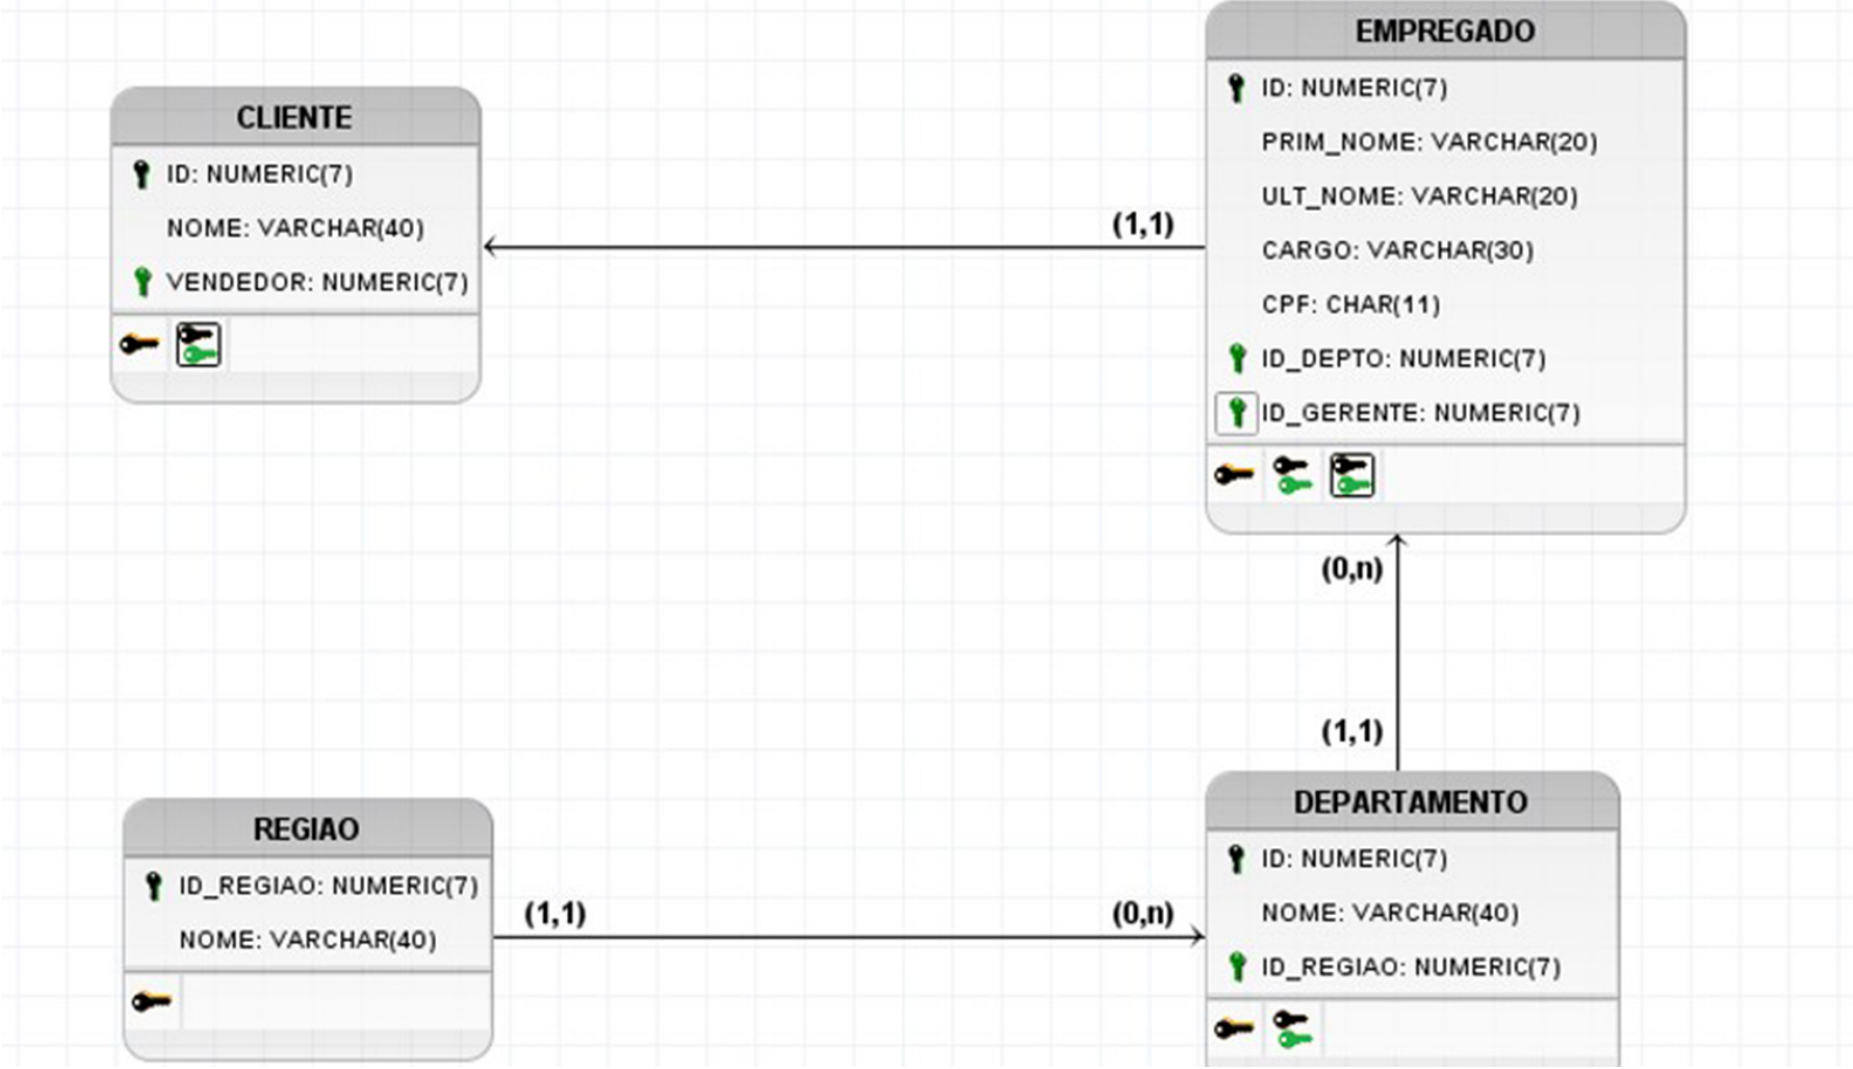 EMPREGADO
ID: NUMERIC(7)
PRIM_NOME: VARCHAR(20)
ULT_NOME: VARCHAR(20)
CARGO: VARCHAR(30)
CPF: CHAR(11)
ID_DEPTO: NUMERIC(7)
ID_GERENTE: NUMERIC(7)
CLIENTE
ID: NUMERIC(7)
NOME: VARCHAR(40)
VENDEDOR: NUMERIC(7)
(1,1)
(0,n)
(1,1)
REGIAO
ID_REGIAO: NUMERIC(7)
NOME: VARCHAR(40)
(1,1)
(0,n)
DEPARTAMENTO
ID: NUMERIC(7)
NOME: VARCHAR(40)
ID_REGIAO: NUMERIC(7)